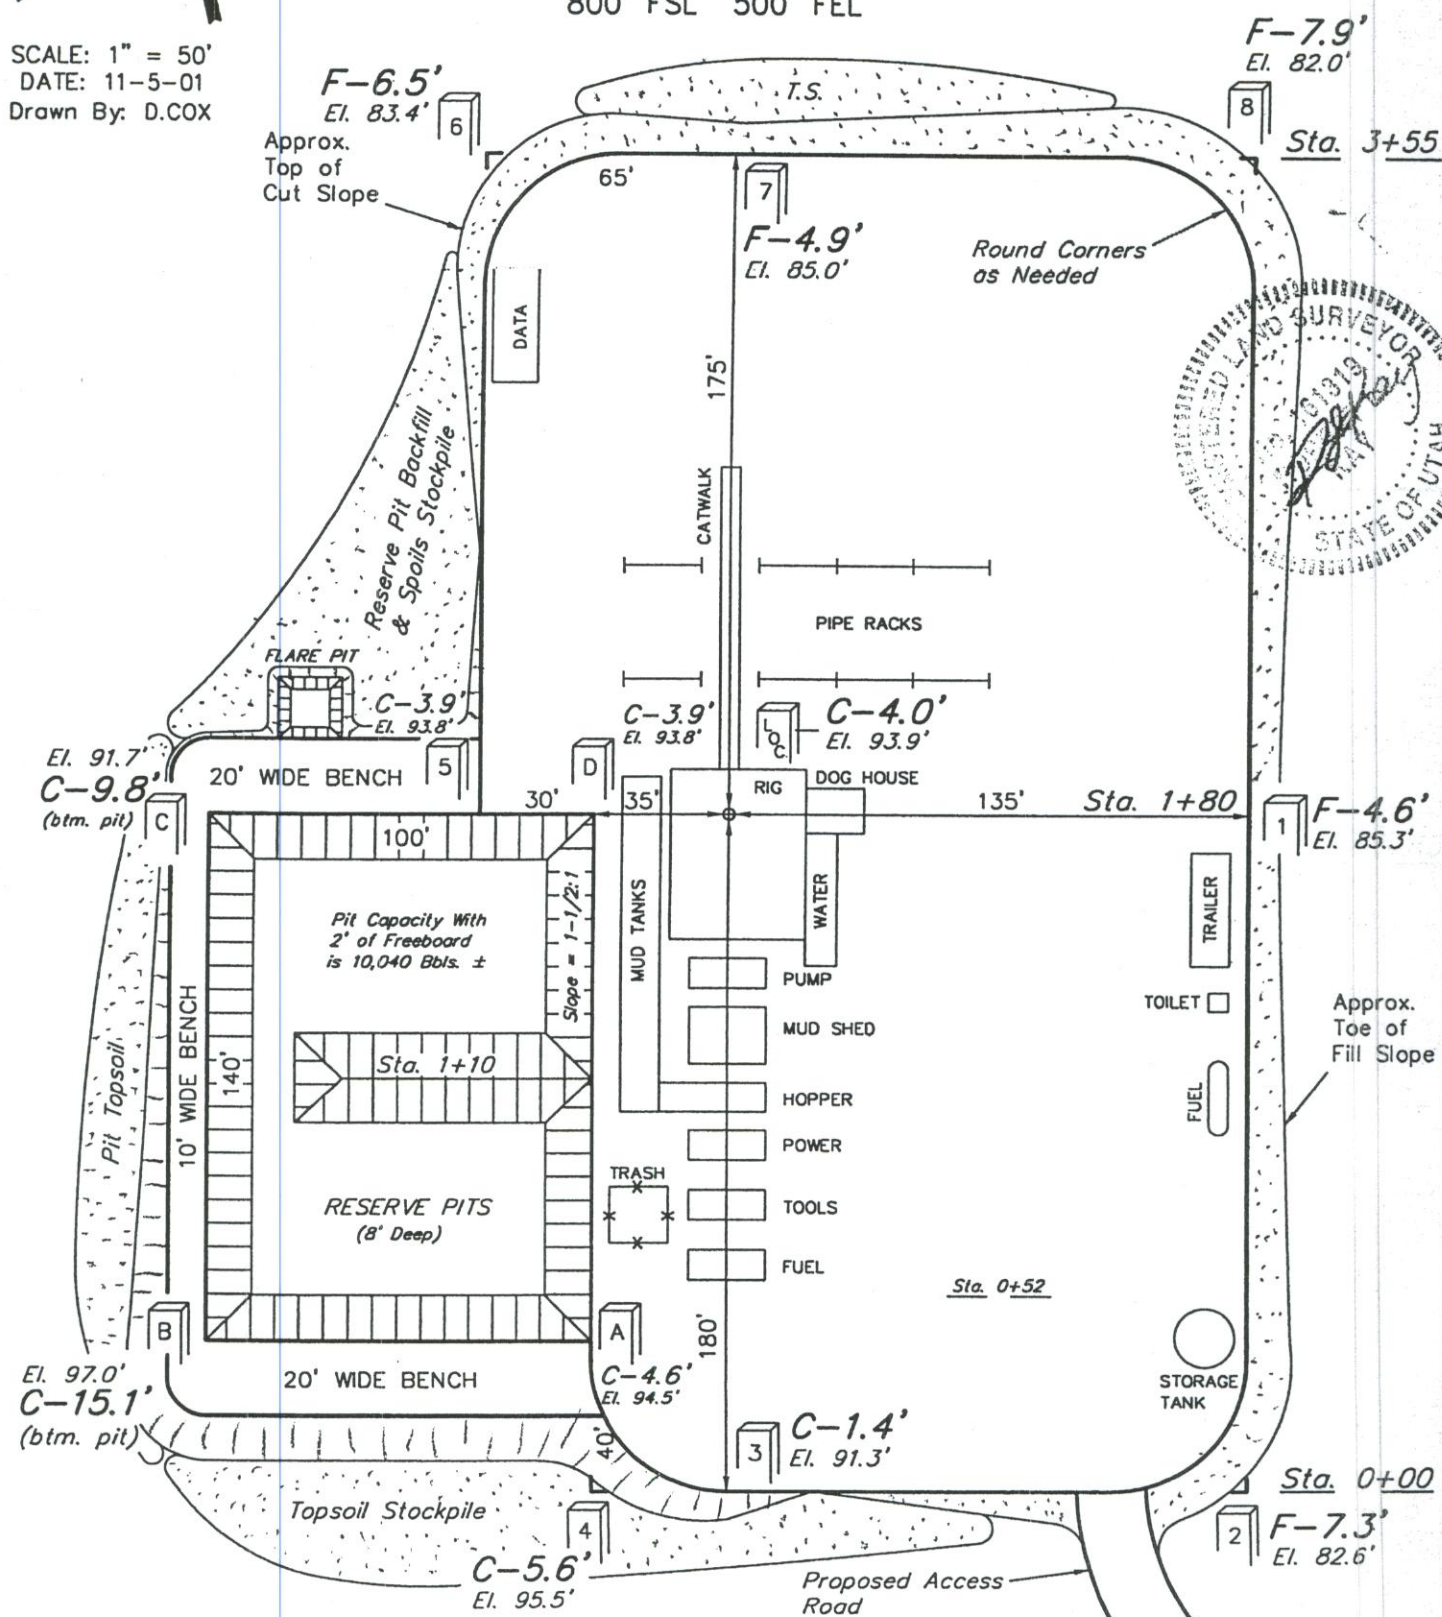 800' FSL 500' FEL
SCALE: 1" = 50'
DATE: 11-5-01
Drawn By: D.COX
F-6.5'
El. 83.4'
6
Approx.
Top of
Cut Slope
T.S.
F-7.9'
El. 82.0'
8
Sta. 3+55
65'
7
F-4.9'
El. 85.0'
Round Corners
as Needed
DATA
175'
LAND SURVEYOR
STATE OF UTAH
Reserve Pit Backfill
& Spoils Stockpile
CATWALK
PIPE RACKS
FLARE PIT
C-3.9'
El. 93.8'
C-3.9'
El. 93.8'
LOC.
C-4.0'
El. 93.9'
El. 91.7'
C-9.8'
(btm. pit)
C
20' WIDE BENCH
5
D
RIG
DOG HOUSE
30'
35'
135'
Sta. 1+80
1
F-4.6'
El. 85.3'
100'
Pit Capacity With
2' of Freeboard
is 10,040 Bbls. ±
Slope = 1-1/2:1
MUD TANKS
WATER
TRAILER
PUMP
TOILET
MUD SHED
Approx.
Toe of
Fill Slope
Pit Topsoil
10' WIDE BENCH
140'
Sta. 1+10
HOPPER
FUEL
POWER
TRASH
RESERVE PITS
(8' Deep)
TOOLS
FUEL
Sta. 0+52
B
A
180'
El. 97.0'
C-15.1'
(btm. pit)
20' WIDE BENCH
C-4.6'
El. 94.5'
STORAGE
TANK
40'
3
C-1.4'
El. 91.3'
Sta. 0+00
Topsoil Stockpile
4
C-5.6'
El. 95.5'
2
F-7.3'
El. 82.6'
Proposed Access
Road